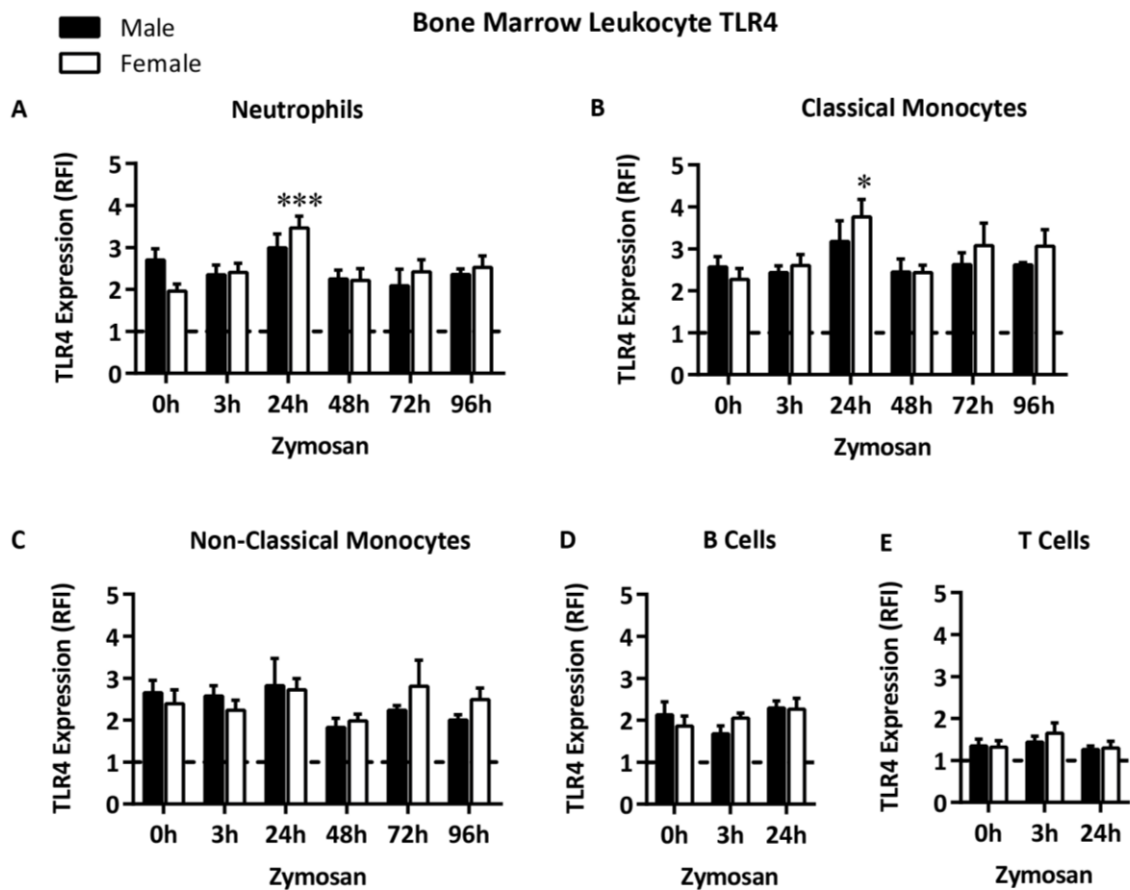 Bone Marrow Leukocyte TLR4
Male
Female
A Neutrophils
TLR4 Expression (RFI)
5
4
3
2
1
0
***
0h 3h 24h 48h 72h 96h
Zymosan
B Classical Monocytes
TLR4 Expression (RFI)
5
4
3
2
1
0
*
0h 3h 24h 48h 72h 96h
Zymosan
C Non-Classical Monocytes
TLR4 Expression (RFI)
5
4
3
2
1
0
0h 3h 24h 48h 72h 96h
Zymosan
D B Cells
TLR4 Expression (RFI)
5
4
3
2
1
0
0h 3h 24h
Zymosan
E T Cells
TLR4 Expression (RFI)
5
4
3
2
1
0
0h 3h 24h
Zymosan